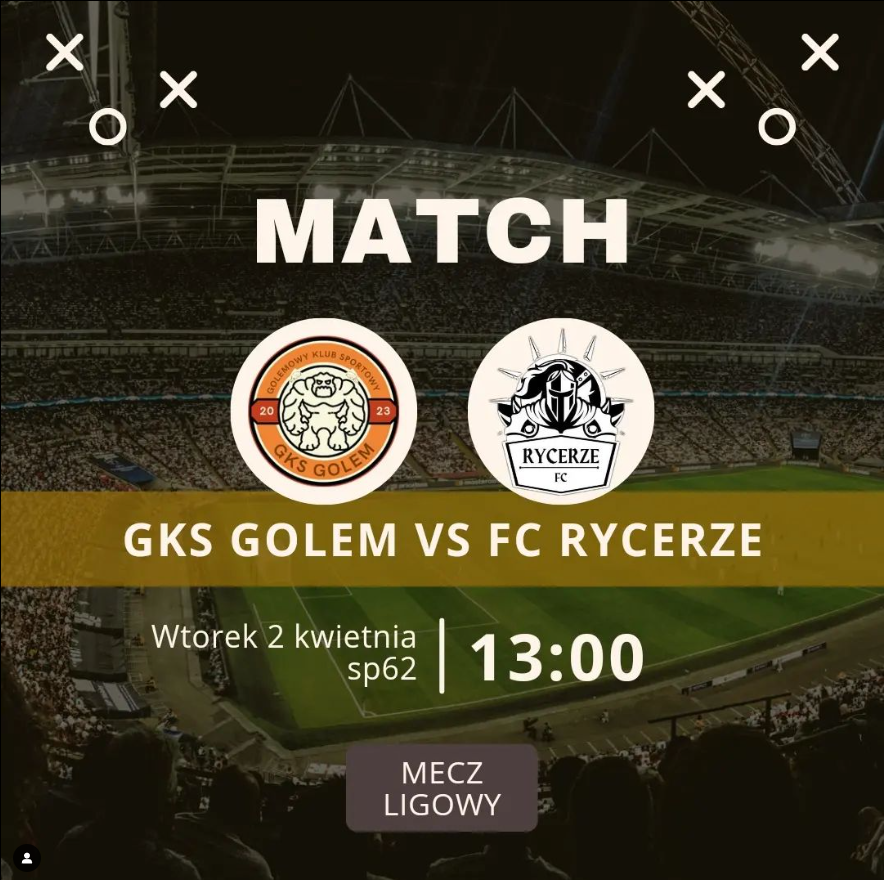 MATCH
GOLEMOWY KLUB SPORTOWY
20 23
GKS GOLEM
RYCERZE
FC
GKS GOLEM VS FC RYCERZE
Wtorek 2 kwietnia
sp62
13:00
MECZ
LIGOWY